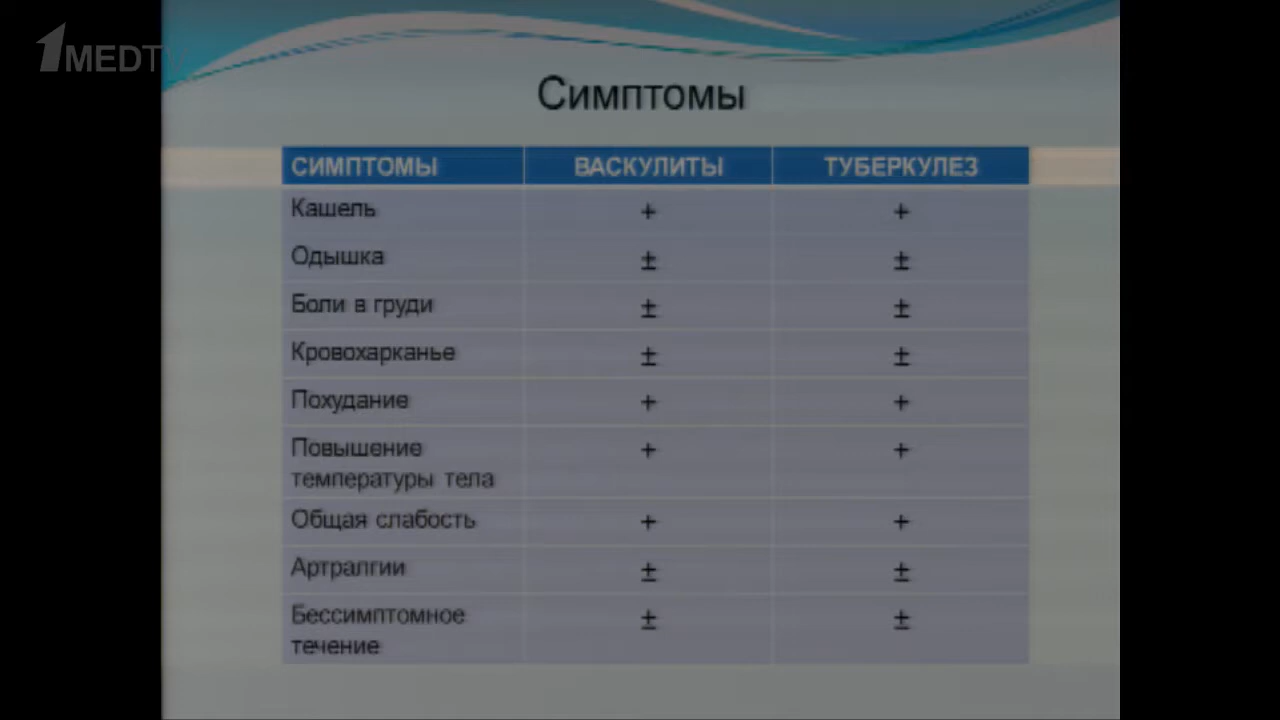 1MEDTV
Симптомы
СИМПТОМЫ ВАСКУЛИТЫ ТУБЕРКУЛЕЗ
Кашель + +
Одышка ± ±
Боли в груди ± ±
Кровохарканье ± ±
Похудание + +
Повышение + +
температуры тела
Общая слабость + +
Артралгии ± ±
Бессимптомное ± ±
течение